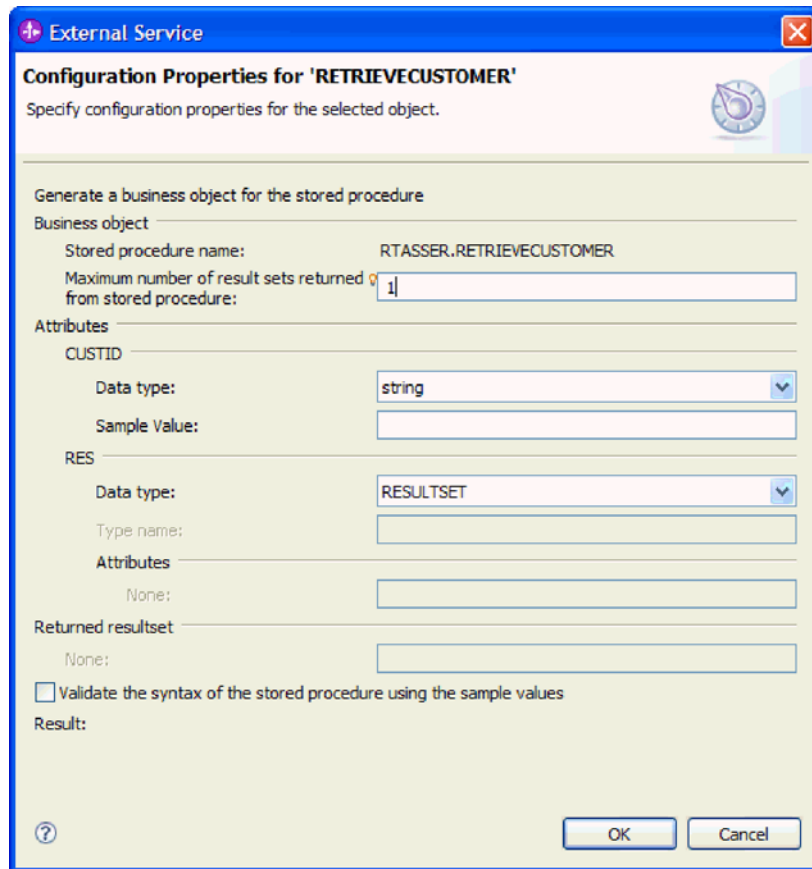 External Service
Configuration Properties for 'RETRIEVECUSTOMER'
Specify configuration properties for the selected object.
Generate a business object for the stored procedure
Business object
Stored procedure name: RTASSER.RETRIEVECUSTOMER
Maximum number of result sets returned
from stored procedure: 1
Attributes
CUSTID
Data type: string
Sample Value:
RES
Data type: RESULTSET
Type name:
Attributes
None:
Returned resultset
None:
Validate the syntax of the stored procedure using the sample values
Result:
? OK Cancel